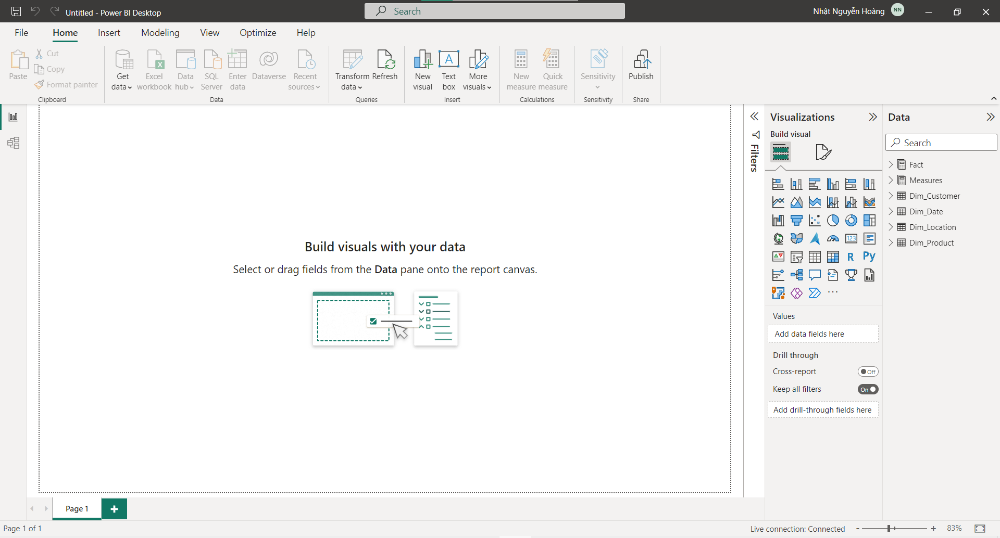 Untitled - Power BI Desktop
Search
Nhật Nguyễn Hoàng
NN
File
Home
Insert
Modeling
View
Optimize
Help
Paste
Cut
Copy
Format painter
Clipboard
Get
data
Excel
workbook
Data
hub
SQL
Server
Enter
data
Dataverse
Recent
sources
Data
Transform
data
Refresh
Queries
New
visual
Text
box
More
visuals
Insert
New
measure
Quick
measure
Calculations
Sensitivity
Sensitivity
Publish
Share
Build visuals with your data
Select or drag fields from the Data pane onto the report canvas.
Filters
Visualizations
Build visual
123
R
Py
Values
Add data fields here
Drill through
Cross-report
Off
Keep all filters
On
Add drill-through fields here
Data
Search
Fact
Measures
Dim_Customer
Dim_Date
Dim_Location
Dim_Product
Page 1
Page 1 of 1
Live connection: Connected
83%